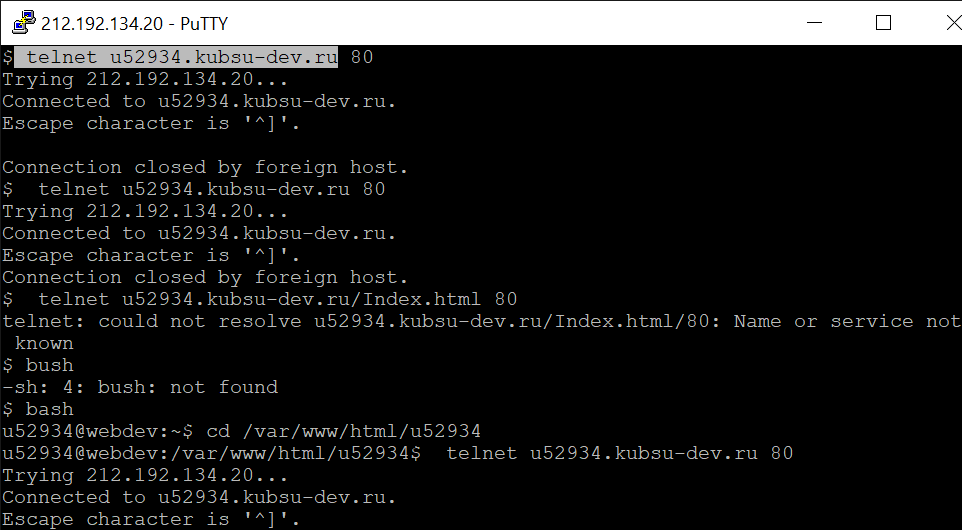 212.192.134.20 - PuTTY
$ telnet u52934.kubsu-dev.ru 80
Trying 212.192.134.20...
Connected to u52934.kubsu-dev.ru.
Escape character is '^]'.
Connection closed by foreign host.
$  telnet u52934.kubsu-dev.ru 80
Trying 212.192.134.20...
Connected to u52934.kubsu-dev.ru.
Escape character is '^]'.
Connection closed by foreign host.
$  telnet u52934.kubsu-dev.ru/Index.html 80
telnet: could not resolve u52934.kubsu-dev.ru/Index.html/80: Name or service not
 known
$ bush
-sh: 4: bush: not found
$ bash
u52934@webdev:~$ cd /var/www/html/u52934
u52934@webdev:/var/www/html/u52934$  telnet u52934.kubsu-dev.ru 80
Trying 212.192.134.20...
Connected to u52934.kubsu-dev.ru.
Escape character is '^]'.